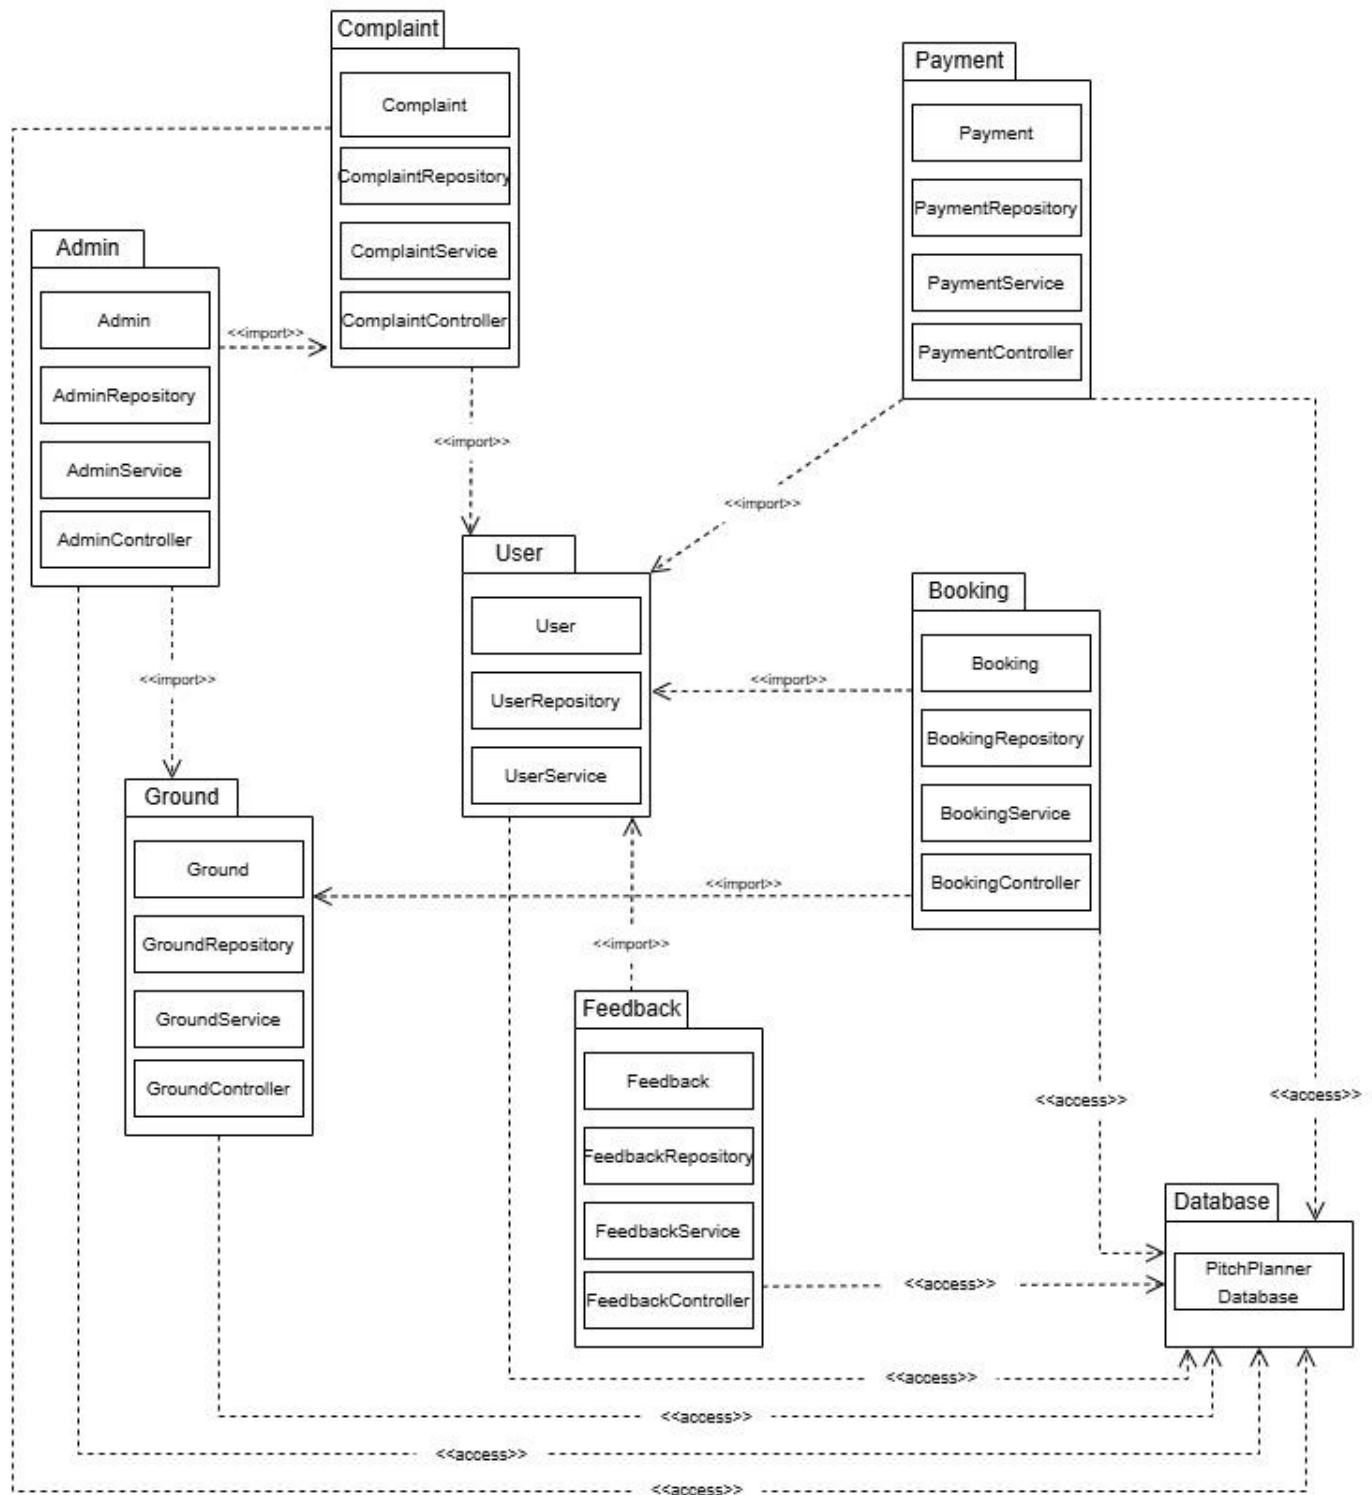 Complaint
Complaint
ComplaintRepository
ComplaintService
ComplaintController
Payment
Payment
PaymentRepository
PaymentService
PaymentController
Admin
Admin
AdminRepository
AdminService
AdminController
<<import>>
<<import>>
<<import>>
<<import>>
User
User
UserRepository
UserService
Booking
Booking
BookingRepository
BookingService
BookingController
<<import>>
<<import>>
<<import>>
Ground
Ground
GroundRepository
GroundService
GroundController
Feedback
Feedback
FeedbackRepository
FeedbackService
FeedbackController
<<access>>
<<access>>
Database
PitchPlanner
Database
<<access>>
<<access>>
<<access>>
<<access>>
<<access>>